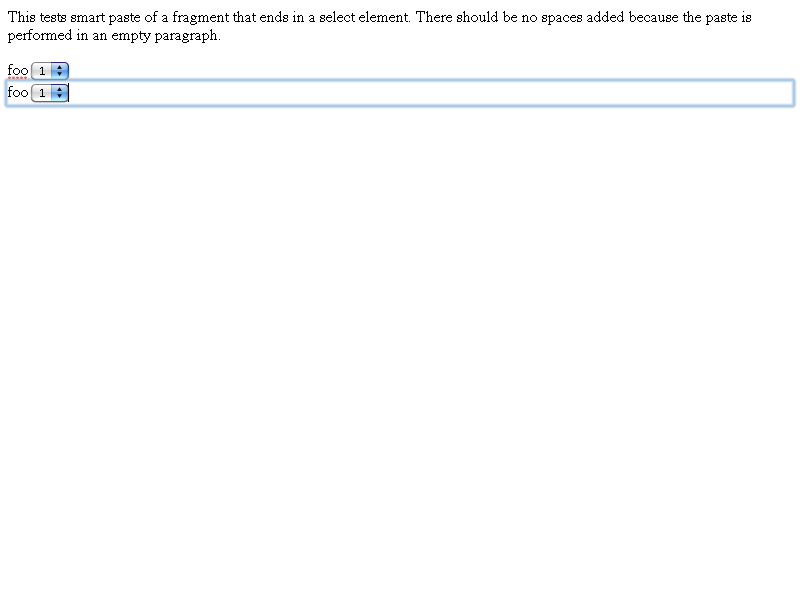 This tests smart paste of a fragment that ends in a select element. There should be no spaces added because the paste is
performed in an empty paragraph.
foo 1
foo 1